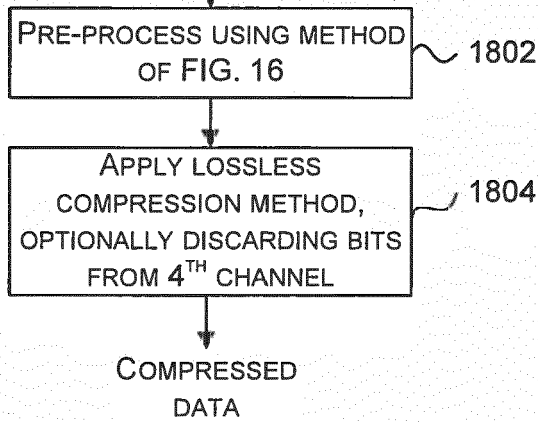 PRE-PROCESS USING METHOD
OF FIG. 16
1802
APPLY LOSSLESS
COMPRESSION METHOD,
OPTIONALLY DISCARDING BITS
FROM 4TH CHANNEL
1804
COMPRESSED
DATA